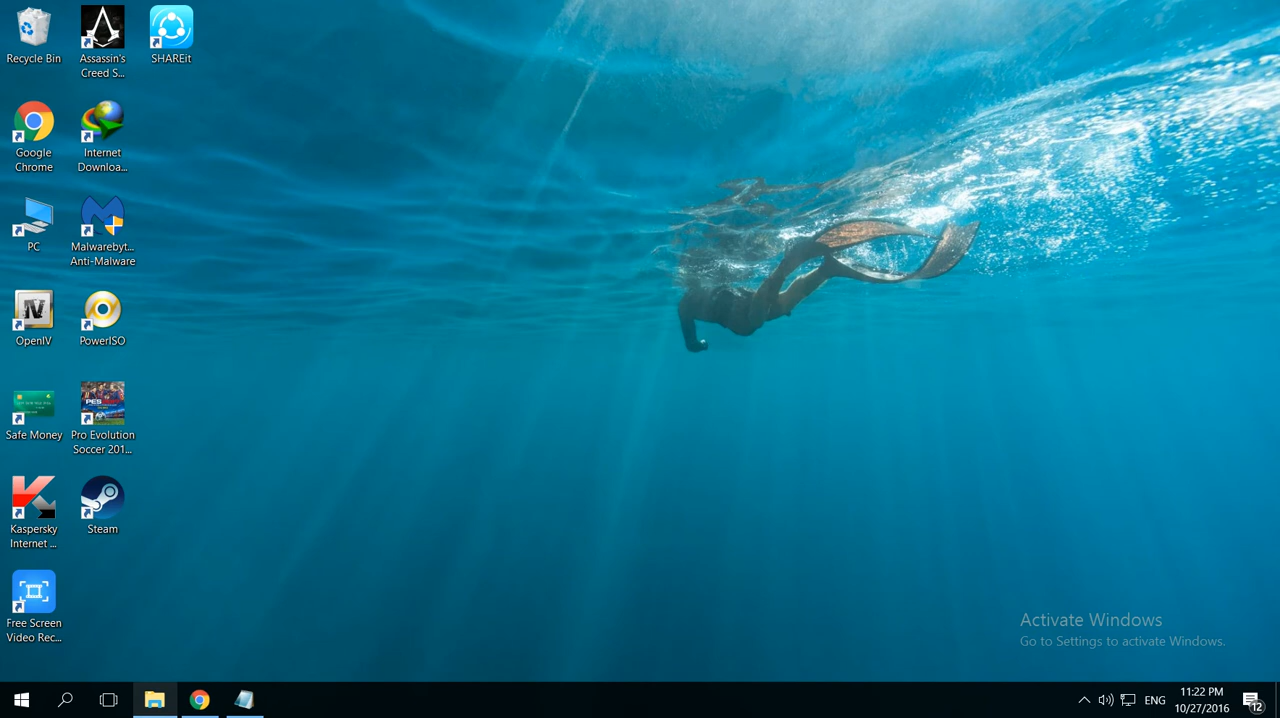 Recycle Bin
Assassin's
Creed S...
SHAREit
Google
Chrome
Internet
Downloa...
PC
Malwarebyt...
Anti-Malware
OpenIV
PowerISO
Safe Money
Pro Evolution
Soccer 201...
Kaspersky
Internet ...
Steam
Free Screen
Video Rec...
Activate Windows
Go to Settings to activate Windows.
ENG
11:22 PM
10/27/2016
12